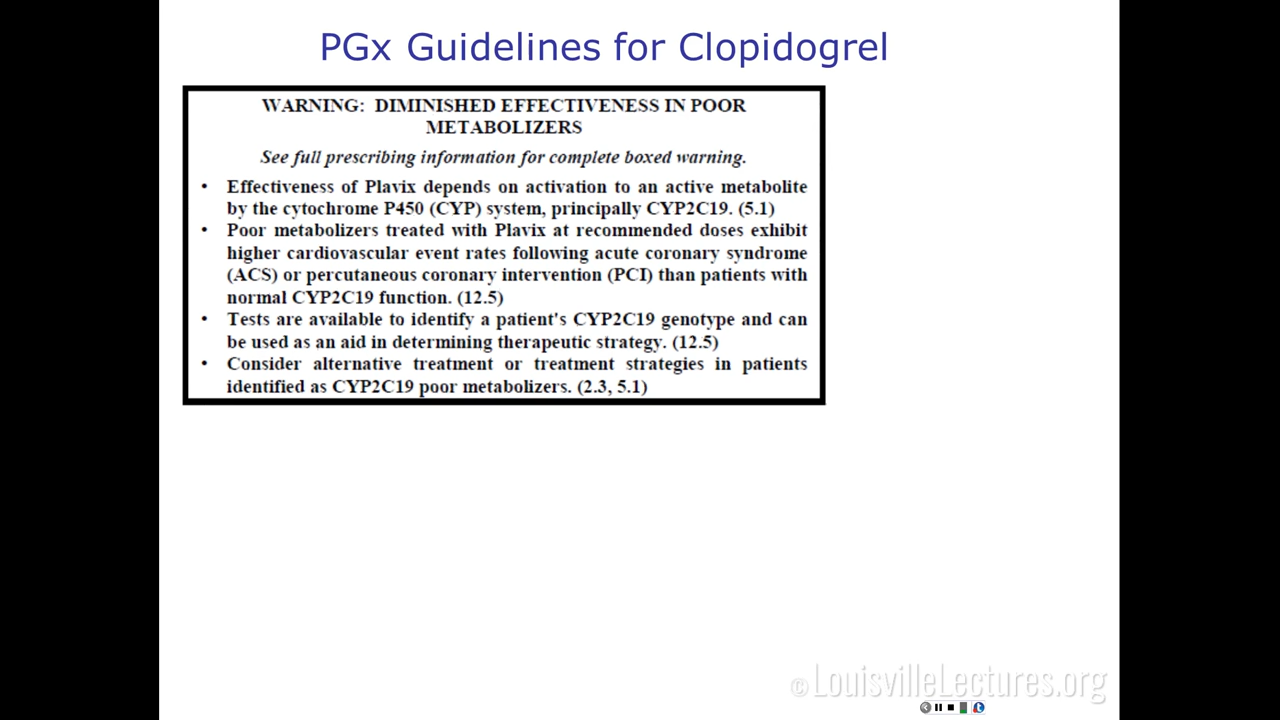 PGx Guidelines for Clopidogrel
WARNING: DIMINISHED EFFECTIVENESS IN POOR
METABOLIZERS
See full prescribing information for complete boxed warning.
• Effectiveness of Plavix depends on activation to an active metabolite
by the cytochrome P450 (CYP) system, principally CYP2C19. (5.1)
• Poor metabolizers treated with Plavix at recommended doses exhibit
higher cardiovascular event rates following acute coronary syndrome
(ACS) or percutaneous coronary intervention (PCI) than patients with
normal CYP2C19 function. (12.5)
• Tests are available to identify a patient's CYP2C19 genotype and can
be used as an aid in determining therapeutic strategy. (12.5)
• Consider alternative treatment or treatment strategies in patients
identified as CYP2C19 poor metabolizers. (2.3, 5.1)
© LouisvilleLectures.org